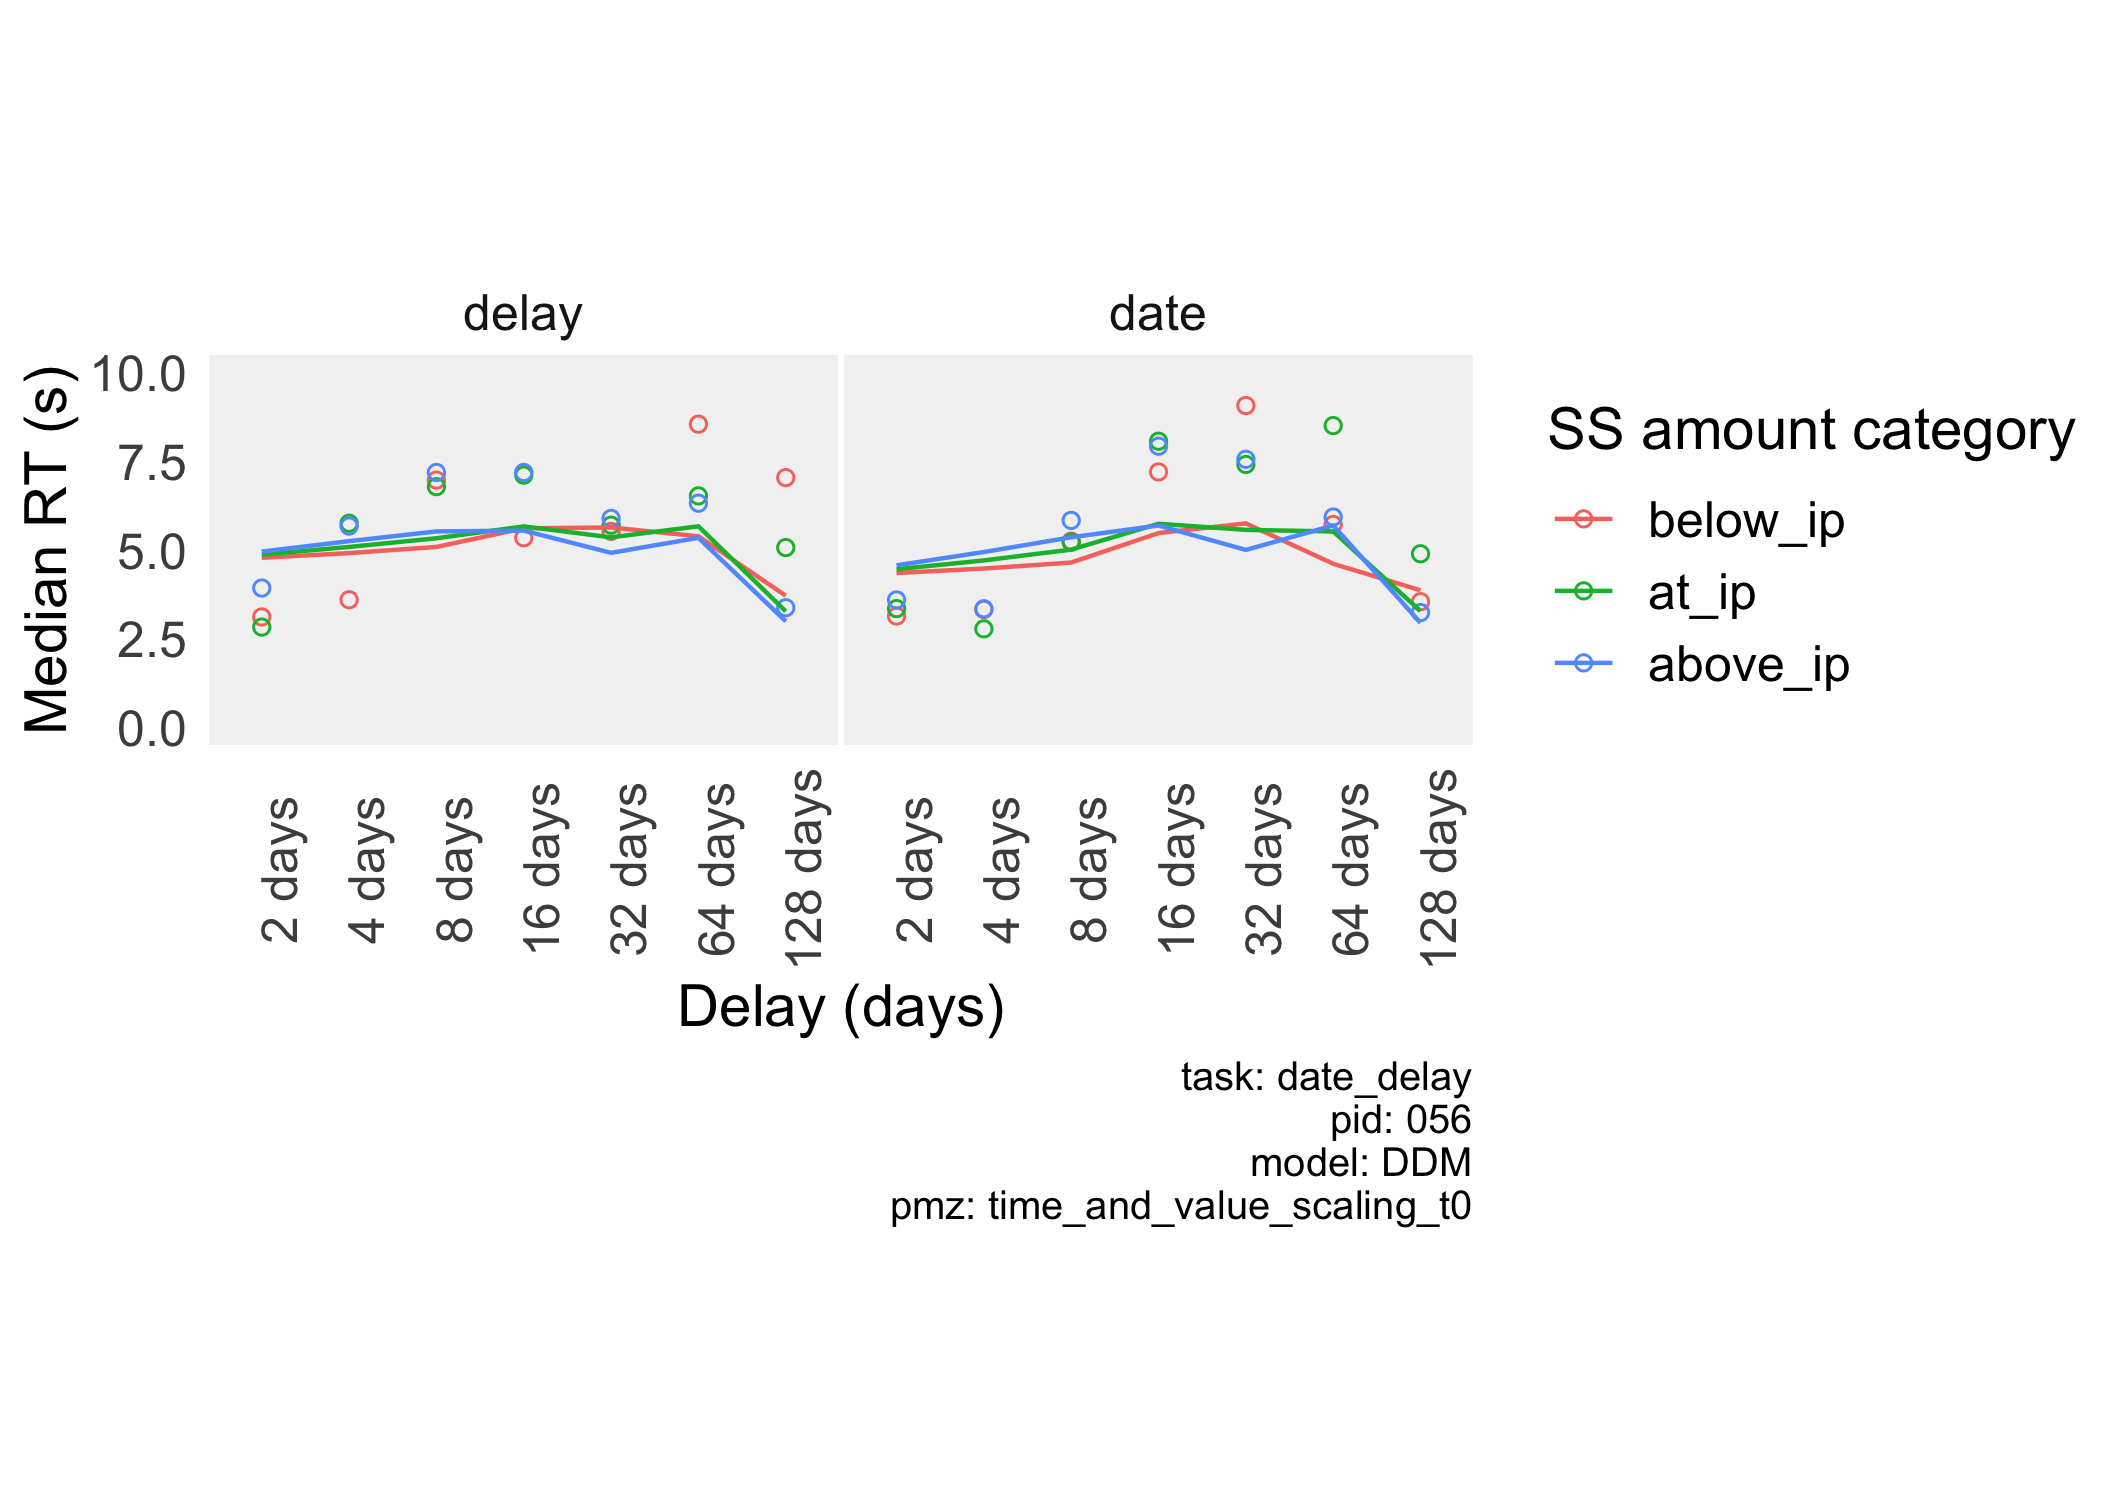 delay
date
Median RT (s)
10.0
7.5
5.0
2.5
0.0
2 days
4 days
8 days
16 days
32 days
64 days
128 days
2 days
4 days
8 days
16 days
32 days
64 days
128 days
Delay (days)
SS amount category
below_ip
at_ip
above_ip
task: date_delay
pid: 056
model: DDM
pmz: time_and_value_scaling_t0